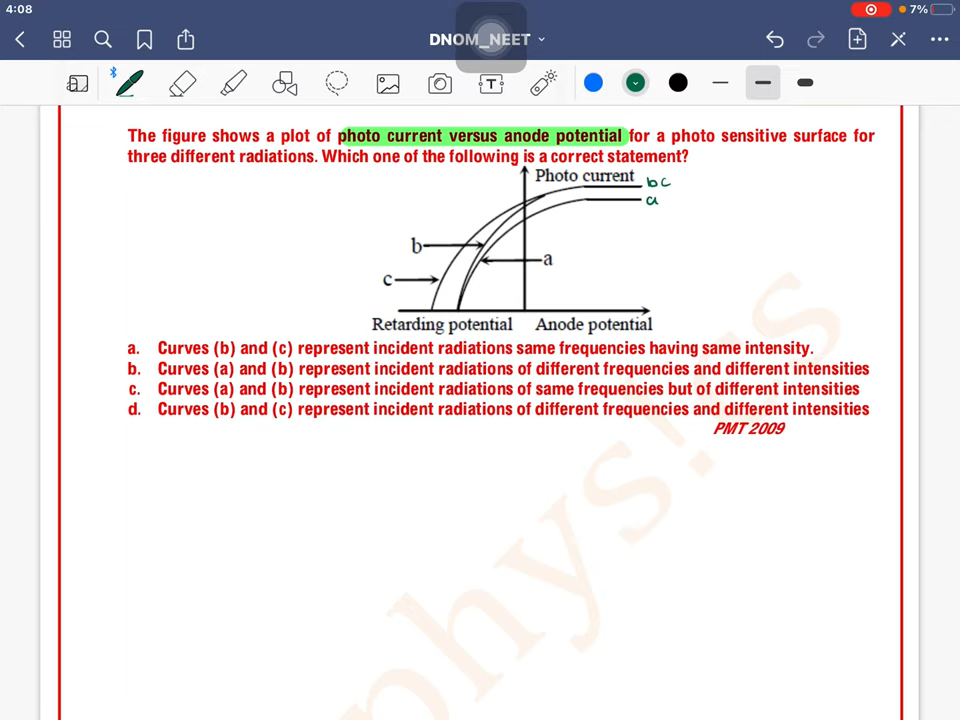 4:08
7%
DNOM_NEET
T
The figure shows a plot of photo current versus anode potential for a photo sensitive surface for
three different radiations. Which one of the following is a correct statement?
Photo current
bc
a
b
a
c
Retarding potential Anode potential
a. Curves (b) and (c) represent incident radiations same frequencies having same intensity.
b. Curves (a) and (b) represent incident radiations of different frequencies and different intensities
c. Curves (a) and (b) represent incident radiations of same frequencies but of different intensities
d. Curves (b) and (c) represent incident radiations of different frequencies and different intensities
PMT 2009
phys!cs